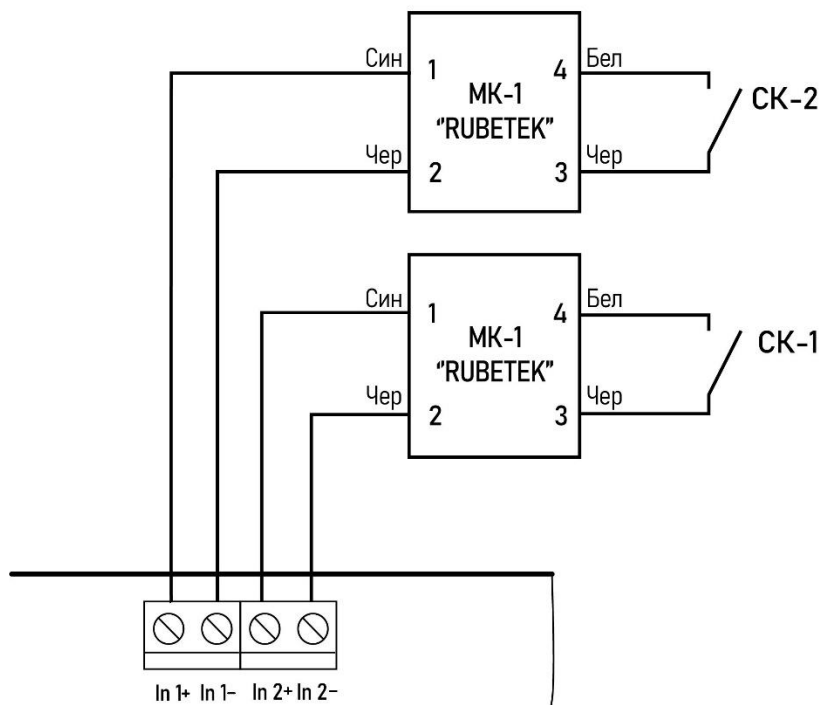 Син
1
4
Бел
МК-1
“RUBETEK”
СК-2
Чер
2
3
Чер
Син
1
4
Бел
МК-1
“RUBETEK”
СК-1
Чер
2
3
Чер
In 1+ In 1− In 2+ In 2−